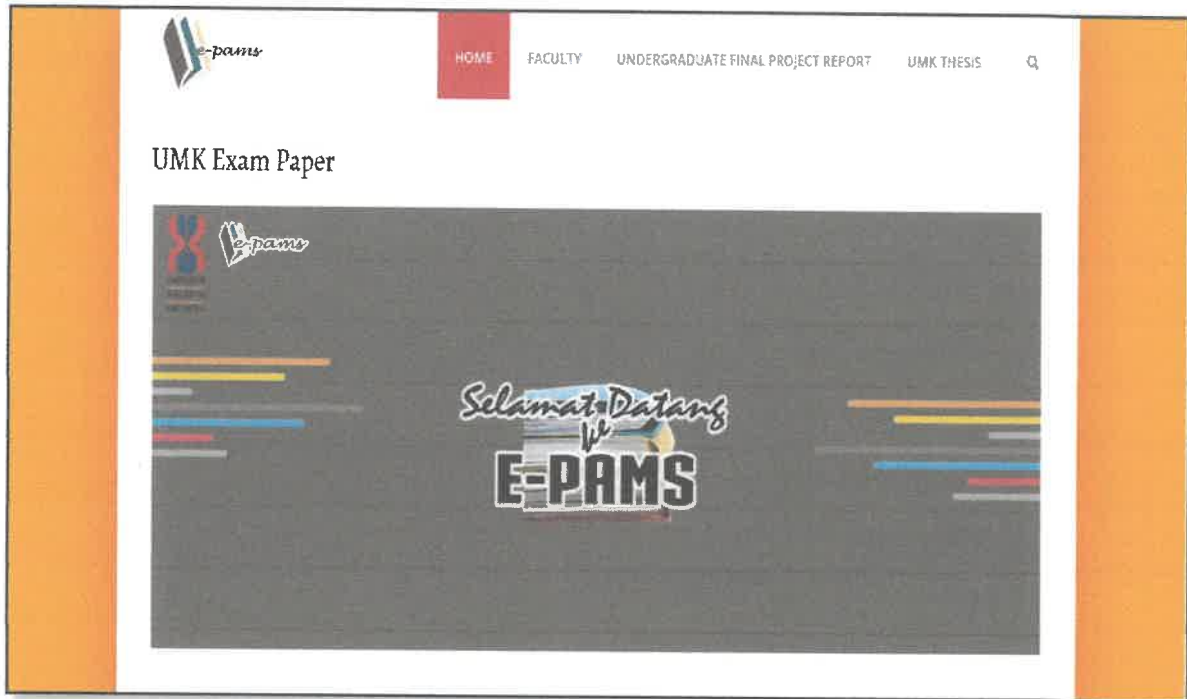 e-pams
HOME FACULTY UNDERGRADUATE FINAL PROJECT REPORT UMK THESIS
UMK Exam Paper
e-pams
Selamat Datang
ke
E-PAMS